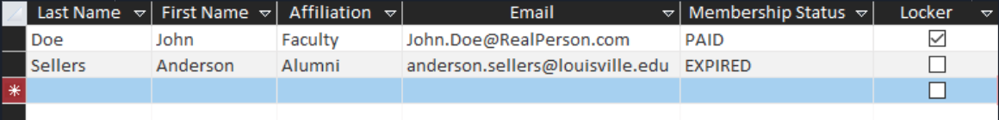 Last Name First Name Affiliation Email Membership Status Locker
Doe John Faculty John.Doe@RealPerson.com PAID
Sellers Anderson Alumni anderson.sellers@louisville.edu EXPIRED